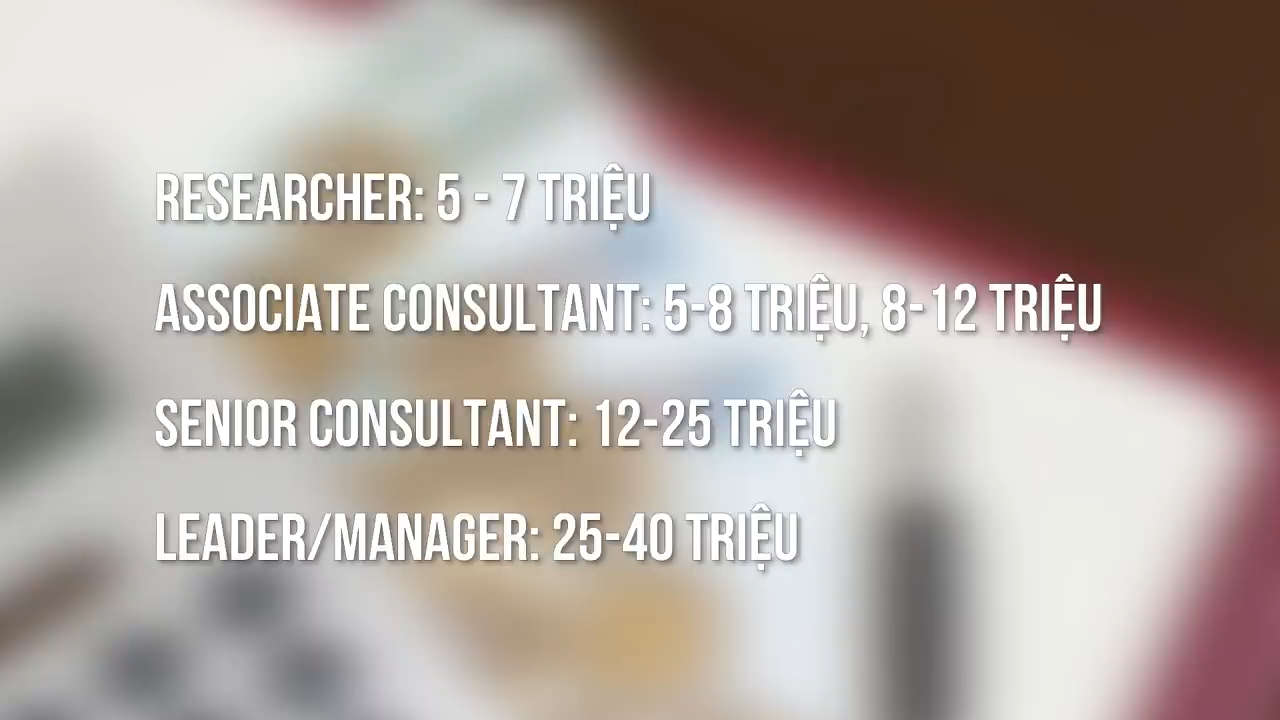 RESEARCHER: 5 - 7 TRIỆU
ASSOCIATE CONSULTANT: 5-8 TRIỆU, 8-12 TRIỆU
SENIOR CONSULTANT: 12-25 TRIỆU
LEADER/MANAGER: 25-40 TRIỆU